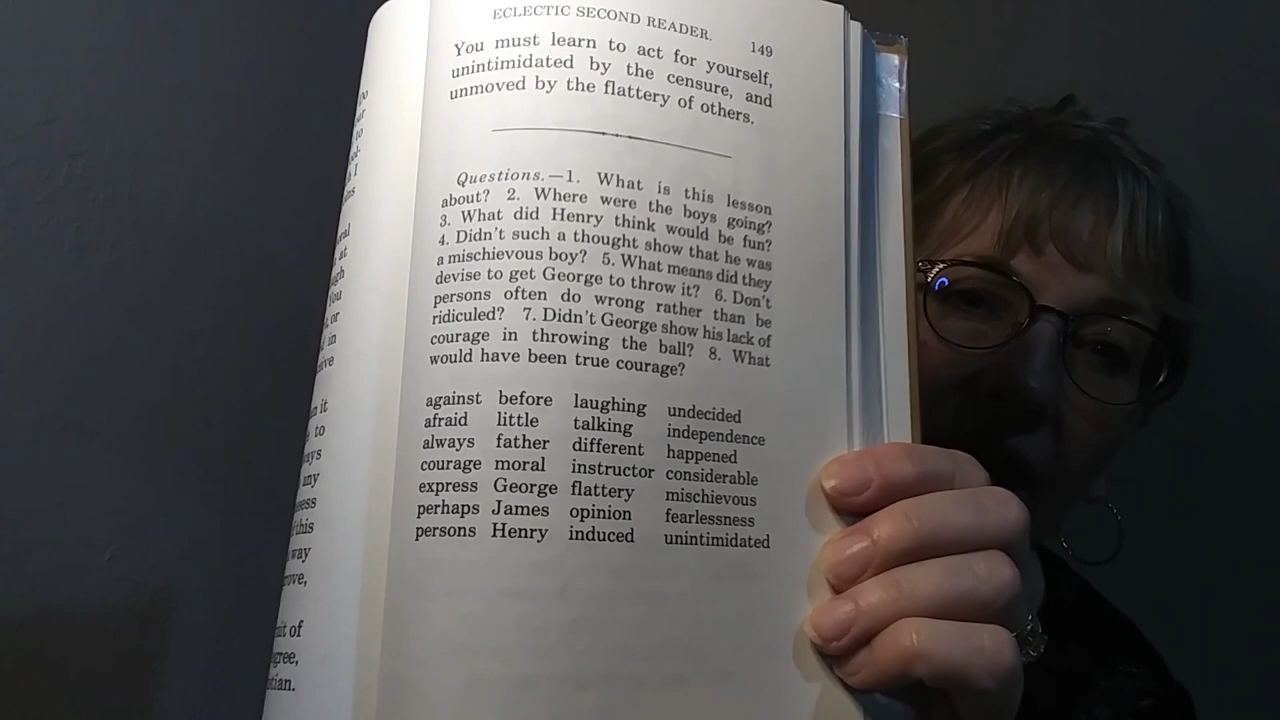 ECLECTIC SECOND READER. 149
You must learn to act for yourself,
unintimidated by the censure, and
unmoved by the flattery of others.
Questions.—1. What is this lesson
about? 2. Where were the boys going?
3. What did Henry think would be fun?
4. Didn't such a thought show that he was
a mischievous boy? 5. What means did they
devise to get George to throw it? 6. Don't
persons often do wrong rather than be
ridiculed? 7. Didn't George show his lack of
courage in throwing the ball? 8. What
would have been true courage?
against before laughing undecided
afraid little talking independence
always father different happened
courage moral instructor considerable
express George flattery mischievous
perhaps James opinion fearlessness
persons Henry induced unintimidated